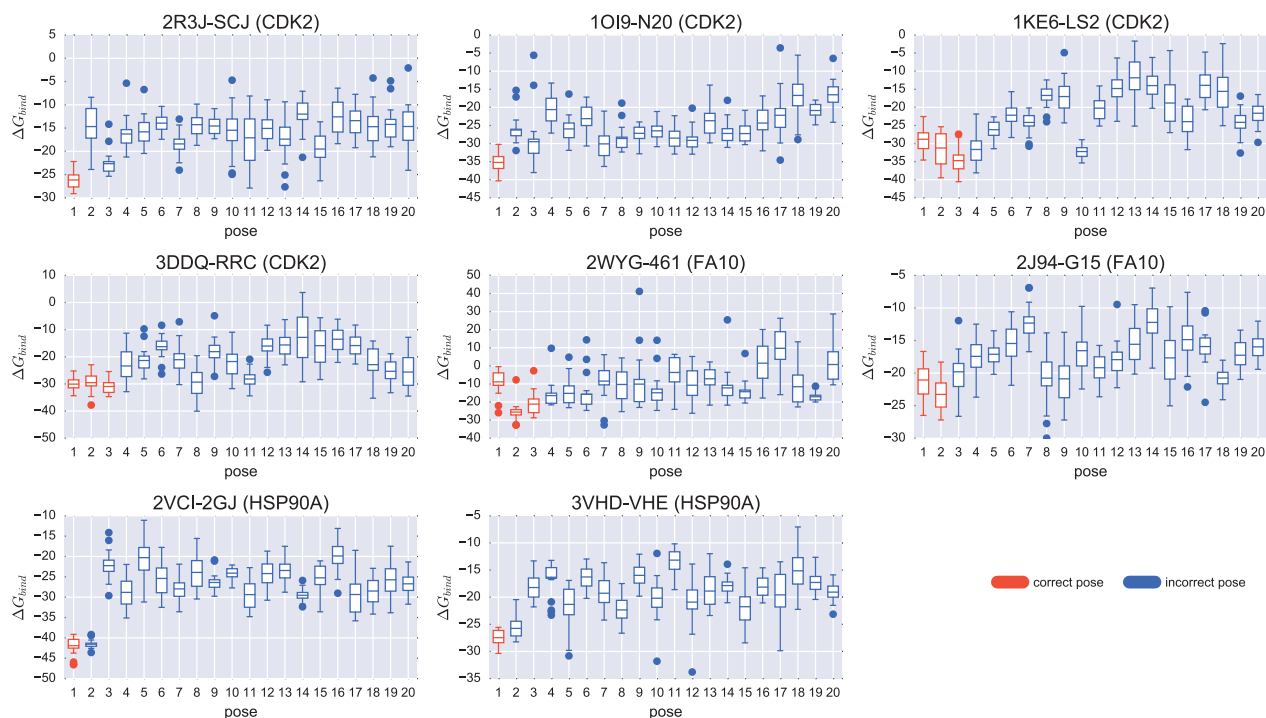 2R3J-SCJ (CDK2)
ΔG_bind
5
0
−5
−10
−15
−20
−25
−30
1 2 3 4 5 6 7 8 9 10 11 12 13 14 15 16 17 18 19 20
pose
1OI9-N20 (CDK2)
ΔG_bind
0
−5
−10
−15
−20
−25
−30
−35
−40
−45
1 2 3 4 5 6 7 8 9 10 11 12 13 14 15 16 17 18 19 20
pose
1KE6-LS2 (CDK2)
ΔG_bind
0
−5
−10
−15
−20
−25
−30
−35
−40
−45
1 2 3 4 5 6 7 8 9 10 11 12 13 14 15 16 17 18 19 20
pose
3DDQ-RRC (CDK2)
ΔG_bind
10
0
−10
−20
−30
−40
−50
1 2 3 4 5 6 7 8 9 10 11 12 13 14 15 16 17 18 19 20
pose
2WYG-461 (FA10)
ΔG_bind
50
40
30
20
10
0
−10
−20
−30
−40
1 2 3 4 5 6 7 8 9 10 11 12 13 14 15 16 17 18 19 20
pose
2J94-G15 (FA10)
ΔG_bind
−5
−10
−15
−20
−25
−30
1 2 3 4 5 6 7 8 9 10 11 12 13 14 15 16 17 18 19 20
pose
2VCI-2GJ (HSP90A)
ΔG_bind
−10
−15
−20
−25
−30
−35
−40
−45
−50
1 2 3 4 5 6 7 8 9 10 11 12 13 14 15 16 17 18 19 20
pose
3VHD-VHE (HSP90A)
ΔG_bind
−5
−10
−15
−20
−25
−30
−35
1 2 3 4 5 6 7 8 9 10 11 12 13 14 15 16 17 18 19 20
pose
correct pose
incorrect pose